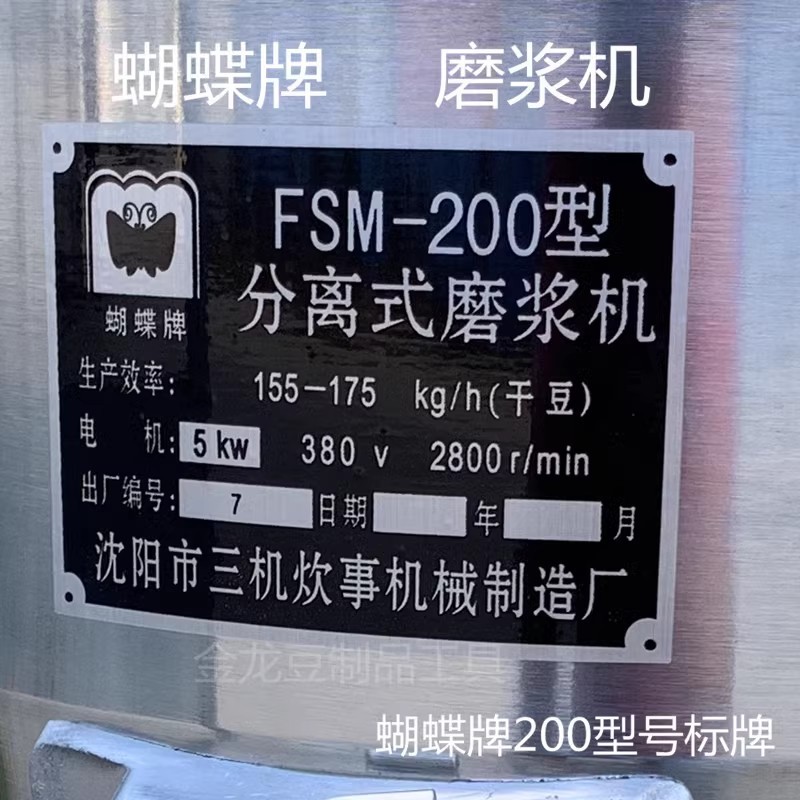 蝴蝶牌 磨浆机
FSM-200型
分离式磨浆机
蝴蝶牌
生产效率: 155-175 kg/h(干豆)
电 机: 5kw 380 v 2800r/min
出厂编号: 7 日期 年 月
沈阳市三机炊事机械制造厂
金龙豆制品工具
蝴蝶牌200型号标牌